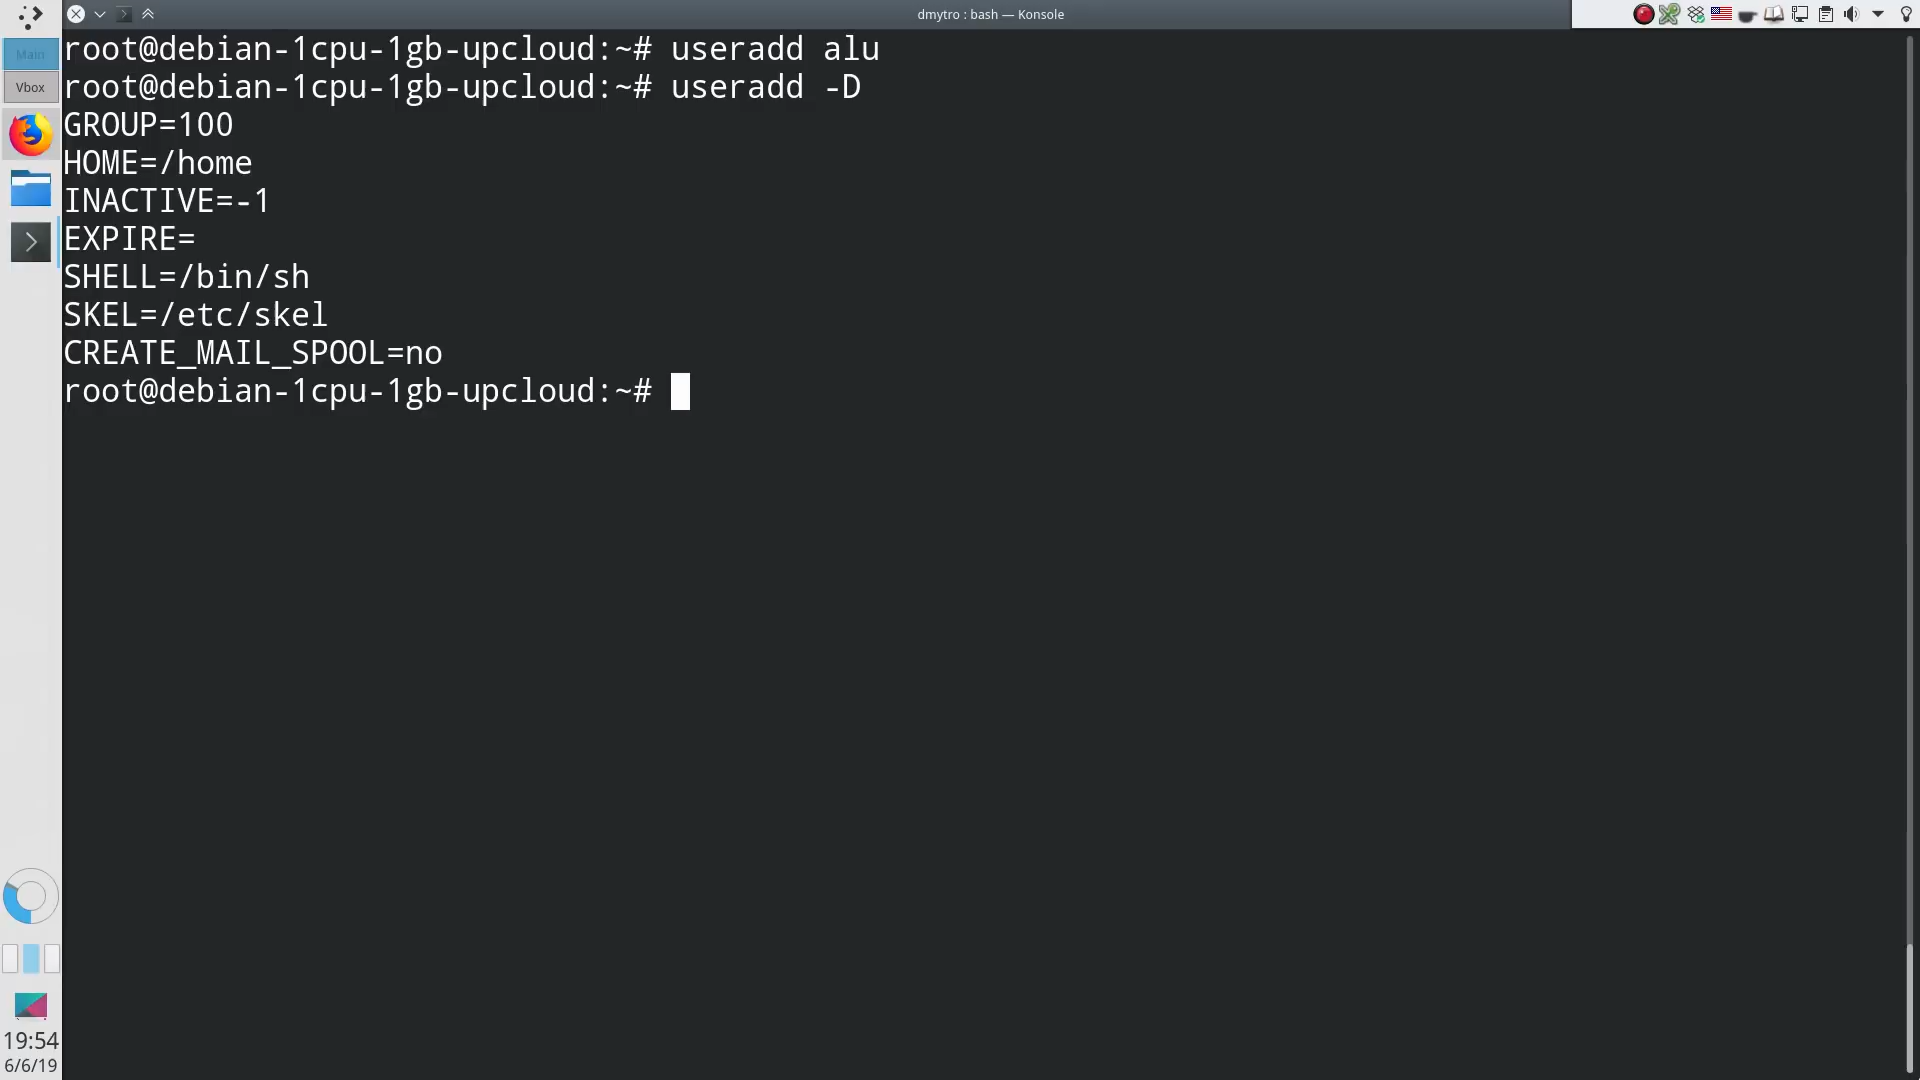 dmytro : bash — Konsole
Main
Vbox
root@debian-1cpu-1gb-upcloud:~# useradd alu
root@debian-1cpu-1gb-upcloud:~# useradd -D
GROUP=100
HOME=/home
INACTIVE=-1
EXPIRE=
SHELL=/bin/sh
SKEL=/etc/skel
CREATE_MAIL_SPOOL=no
root@debian-1cpu-1gb-upcloud:~#
19:54
6/6/19